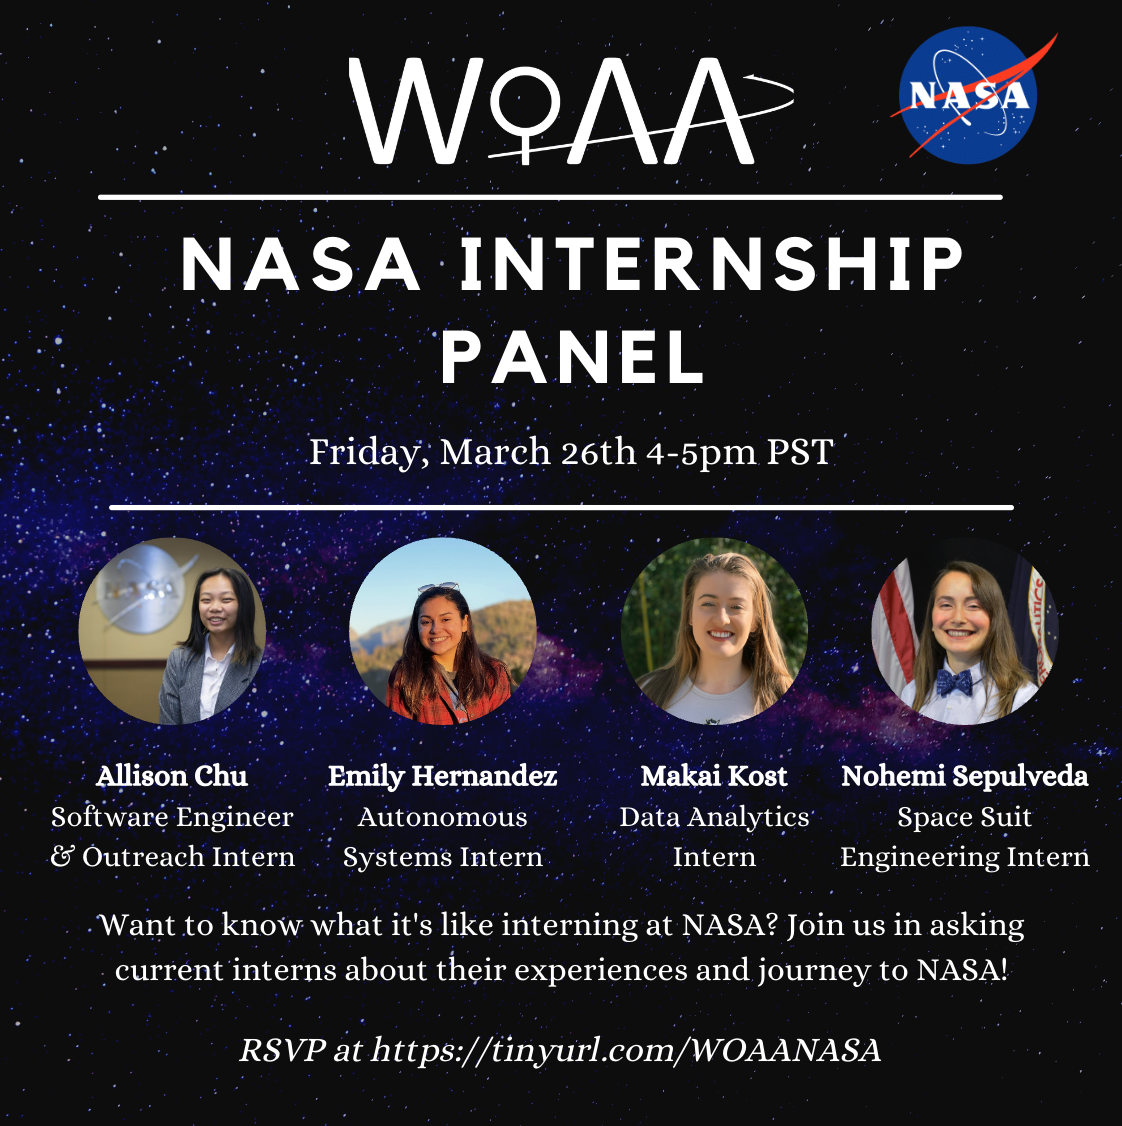 WOAA
NASA
NASA INTERNSHIP
PANEL
Friday, March 26th 4-5pm PST
Allison Chu
Software Engineer
& Outreach Intern
Emily Hernandez
Autonomous
Systems Intern
Makai Kost
Data Analytics
Intern
Nohemi Sepulveda
Space Suit
Engineering Intern
Want to know what it's like interning at NASA? Join us in asking
current interns about their experiences and journey to NASA!
RSVP at https://tinyurl.com/WOAANASA